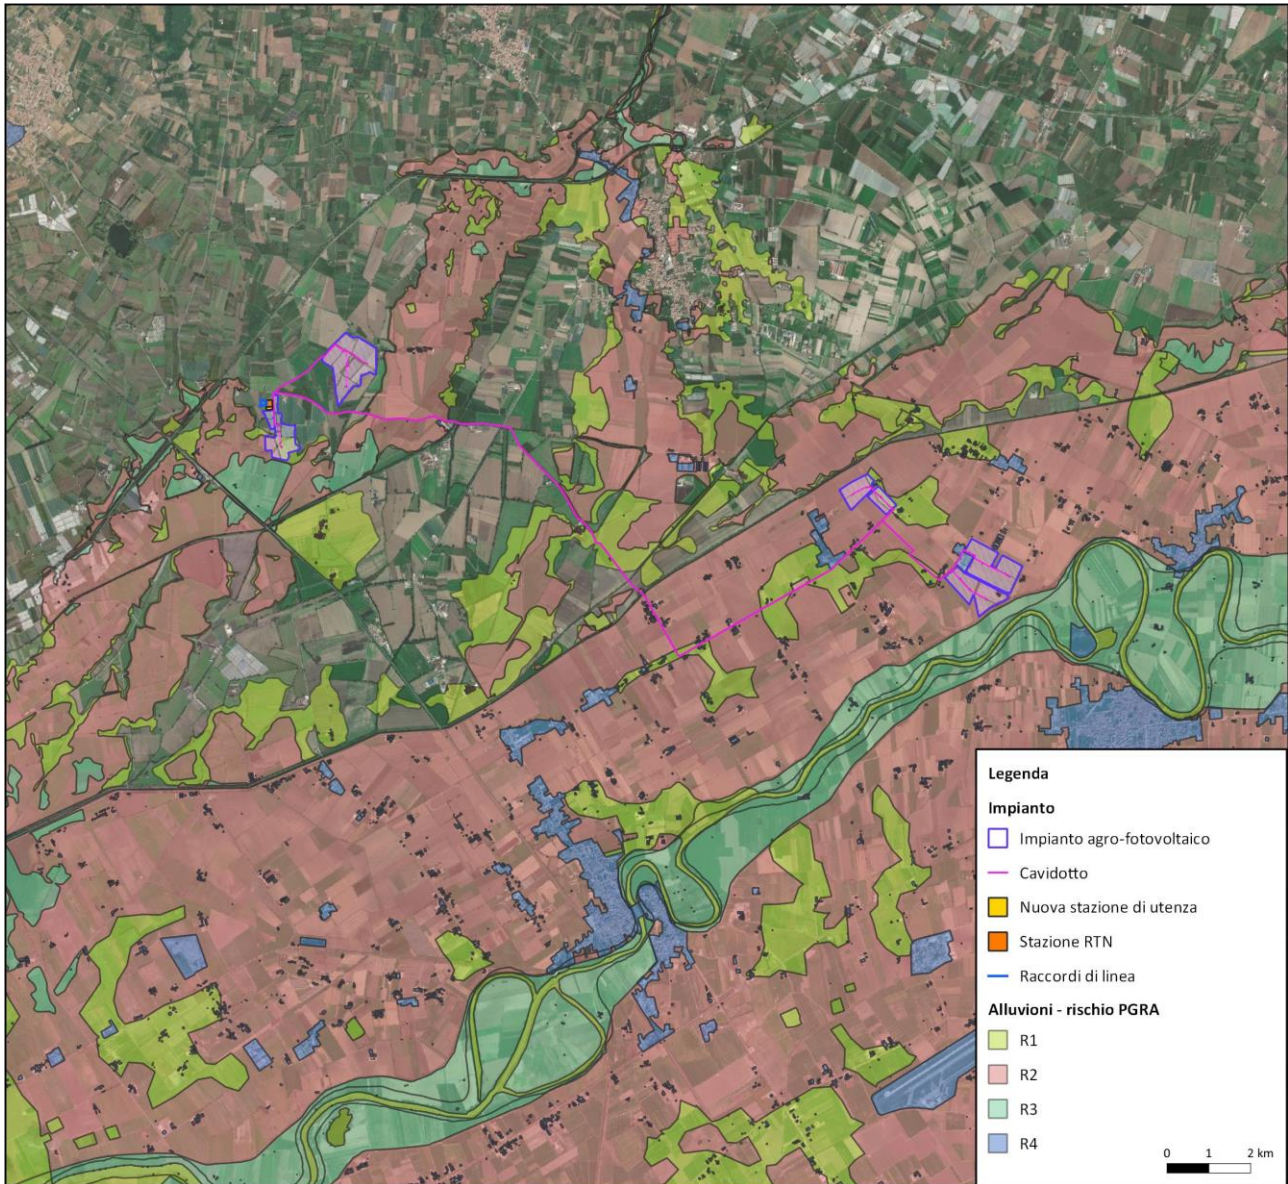 Legenda
Impianto
Impianto agro-fotovoltaico
Cavidotto
Nuova stazione di utenza
Stazione RTN
Raccordi di linea
Alluvioni - rischio PGRA
R1
R2
R3
R4
0 1 2 km